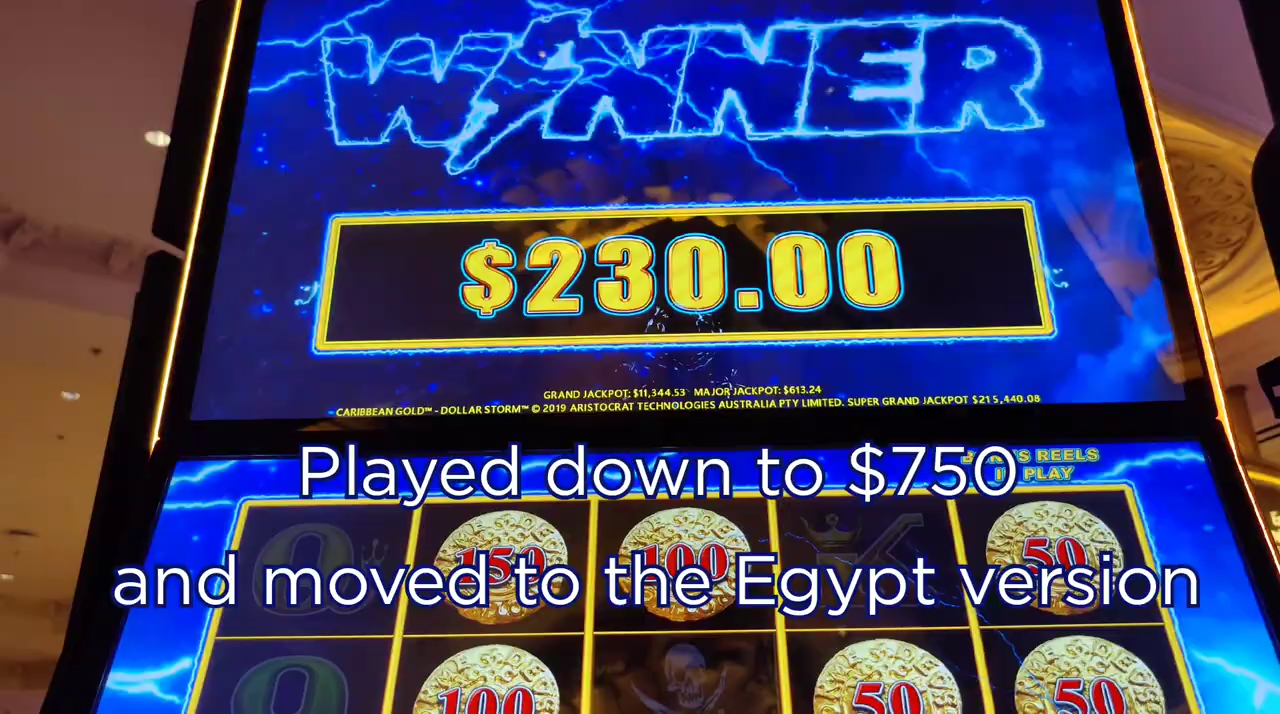 WINNER
$230.00
GRAND JACKPOT: $11,344.53 MAJOR JACKPOT: $613.24
CARIBBEAN GOLD™ - DOLLAR STORM™ © 2019 ARISTOCRAT TECHNOLOGIES AUSTRALIA PTY LIMITED. SUPER GRAND JACKPOT $215,440.08
Played down to $750
REELS
PLAY
Q 150 100 K 50
and moved to the Egypt version
Q 100 50 50